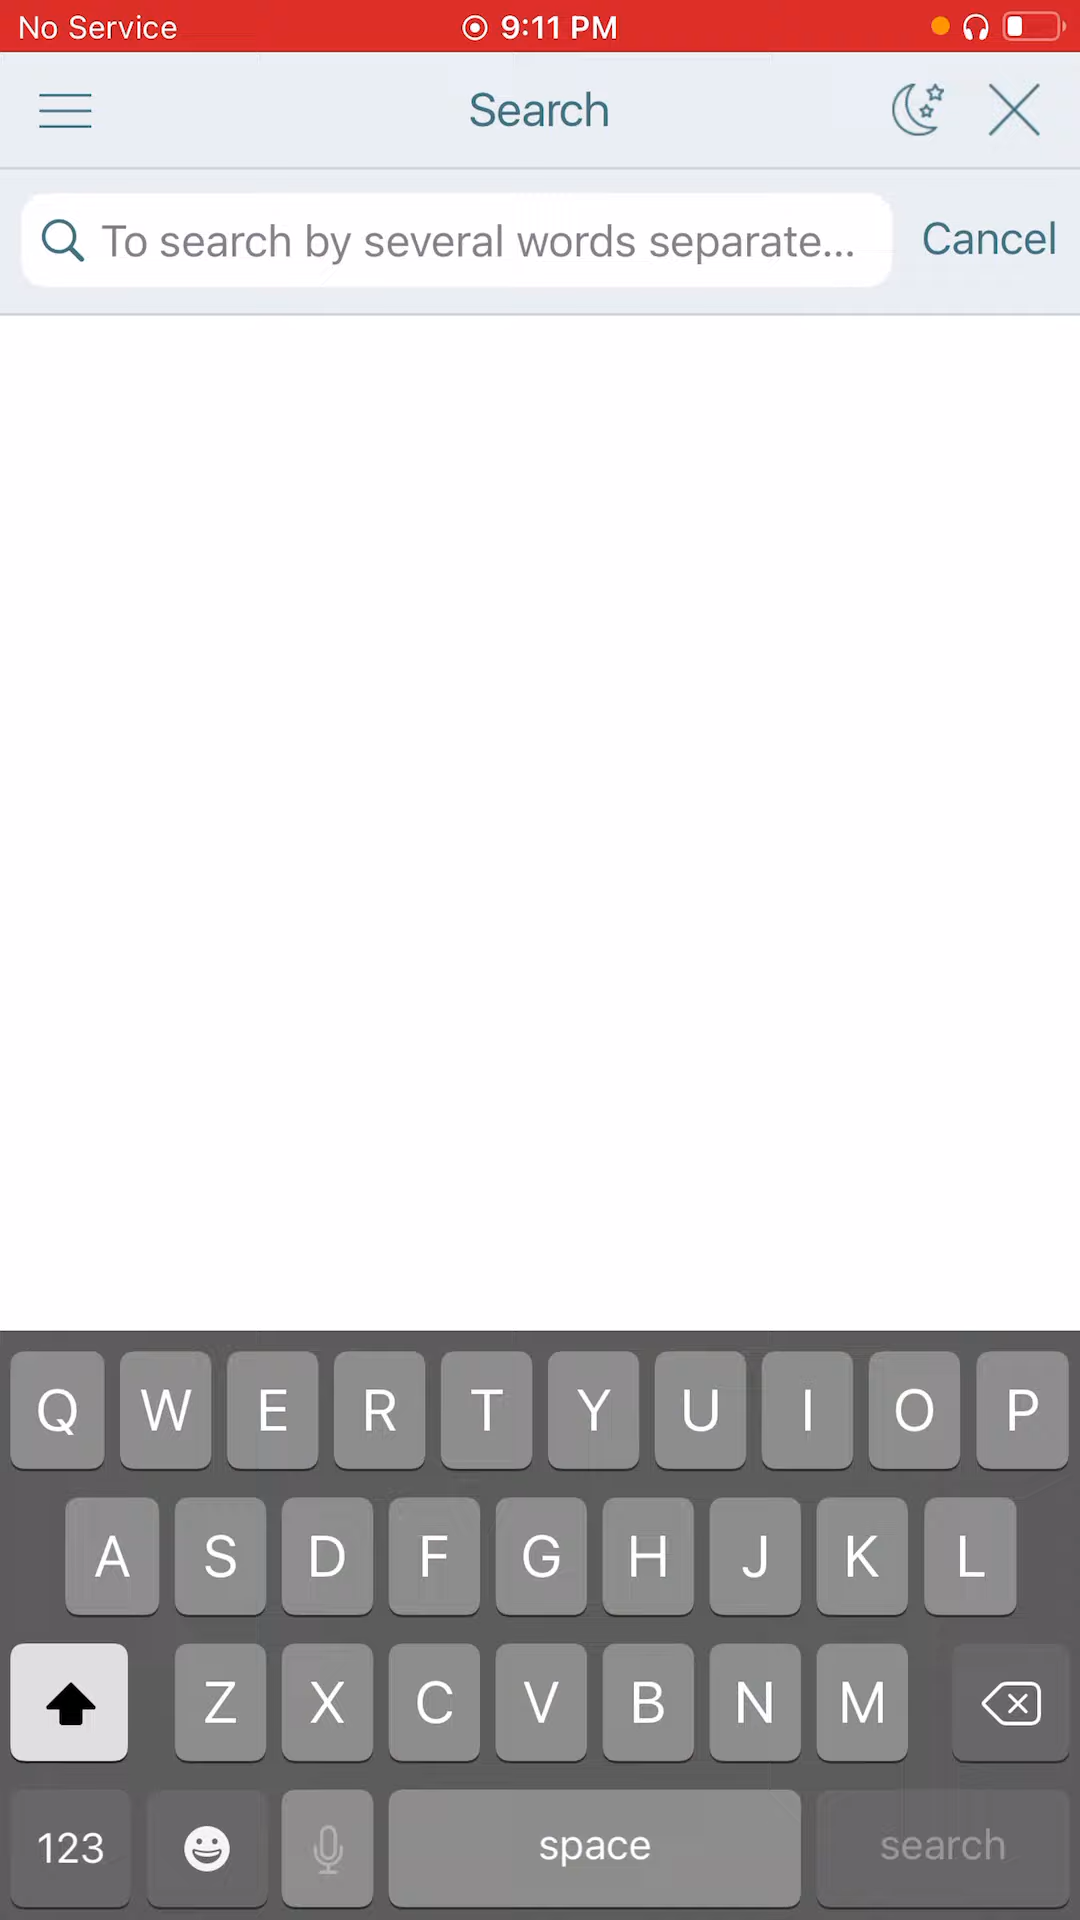 No Service 9:11 PM
Search
To search by several words separate... Cancel
Q W E R T Y U I O P
A S D F G H J K L
Z X C V B N M
123 space search